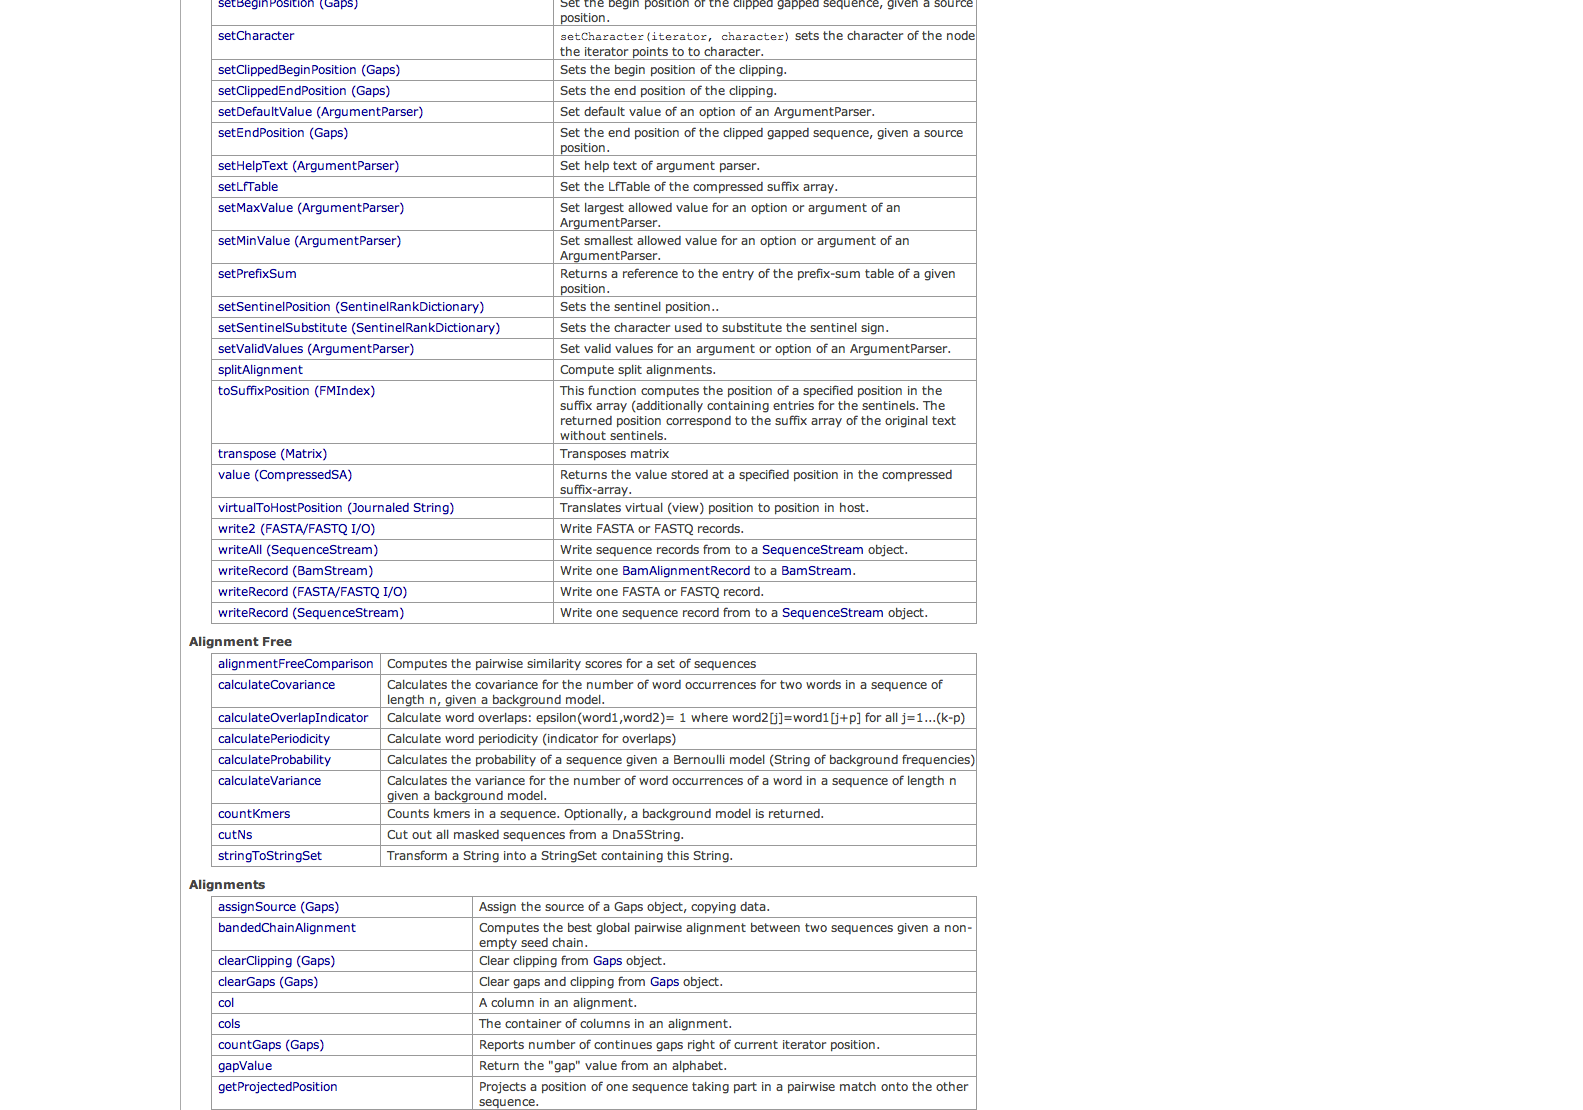 setBeginPosition (Gaps)
Set the begin position of the clipped gapped sequence, given a source
position.
setCharacter
setCharacter(iterator, character) sets the character of the node
the iterator points to to character.
setClippedBeginPosition (Gaps)
Sets the begin position of the clipping.
setClippedEndPosition (Gaps)
Sets the end position of the clipping.
setDefaultValue (ArgumentParser)
Set default value of an option of an ArgumentParser.
setEndPosition (Gaps)
Set the end position of the clipped gapped sequence, given a source
position.
setHelpText (ArgumentParser)
Set help text of argument parser.
setLfTable
Set the LfTable of the compressed suffix array.
setMaxValue (ArgumentParser)
Set largest allowed value for an option or argument of an
ArgumentParser.
setMinValue (ArgumentParser)
Set smallest allowed value for an option or argument of an
ArgumentParser.
setPrefixSum
Returns a reference to the entry of the prefix-sum table of a given
position.
setSentinelPosition (SentinelRankDictionary)
Sets the sentinel position..
setSentinelSubstitute (SentinelRankDictionary)
Sets the character used to substitute the sentinel sign.
setValidValues (ArgumentParser)
Set valid values for an argument or option of an ArgumentParser.
splitAlignment
Compute split alignments.
toSuffixPosition (FMIndex)
This function computes the position of a specified position in the
suffix array (additionally containing entries for the sentinels. The
returned position correspond to the suffix array of the original text
without sentinels.
transpose (Matrix)
Transposes matrix
value (CompressedSA)
Returns the value stored at a specified position in the compressed
suffix-array.
virtualToHostPosition (Journaled String)
Translates virtual (view) position to position in host.
write2 (FASTA/FASTQ I/O)
Write FASTA or FASTQ records.
writeAll (SequenceStream)
Write sequence records from to a SequenceStream object.
writeRecord (BamStream)
Write one BamAlignmentRecord to a BamStream.
writeRecord (FASTA/FASTQ I/O)
Write one FASTA or FASTQ record.
writeRecord (SequenceStream)
Write one sequence record from to a SequenceStream object.
Alignment Free
alignmentFreeComparison
Computes the pairwise similarity scores for a set of sequences
calculateCovariance
Calculates the covariance for the number of word occurrences for two words in a sequence of
length n, given a background model.
calculateOverlapIndicator
Calculate word overlaps: epsilon(word1,word2)= 1 where word2[j]=word1[j+p] for all j=1...(k-p)
calculatePeriodicity
Calculate word periodicity (indicator for overlaps)
calculateProbability
Calculates the probability of a sequence given a Bernoulli model (String of background frequencies)
calculateVariance
Calculates the variance for the number of word occurrences of a word in a sequence of length n
given a background model.
countKmers
Counts kmers in a sequence. Optionally, a background model is returned.
cutNs
Cut out all masked sequences from a Dna5String.
stringToStringSet
Transform a String into a StringSet containing this String.
Alignments
assignSource (Gaps)
Assign the source of a Gaps object, copying data.
bandedChainAlignment
Computes the best global pairwise alignment between two sequences given a non-
empty seed chain.
clearClipping (Gaps)
Clear clipping from Gaps object.
clearGaps (Gaps)
Clear gaps and clipping from Gaps object.
col
A column in an alignment.
cols
The container of columns in an alignment.
countGaps (Gaps)
Reports number of continues gaps right of current iterator position.
gapValue
Return the "gap" value from an alphabet.
getProjectedPosition
Projects a position of one sequence taking part in a pairwise match onto the other
sequence.